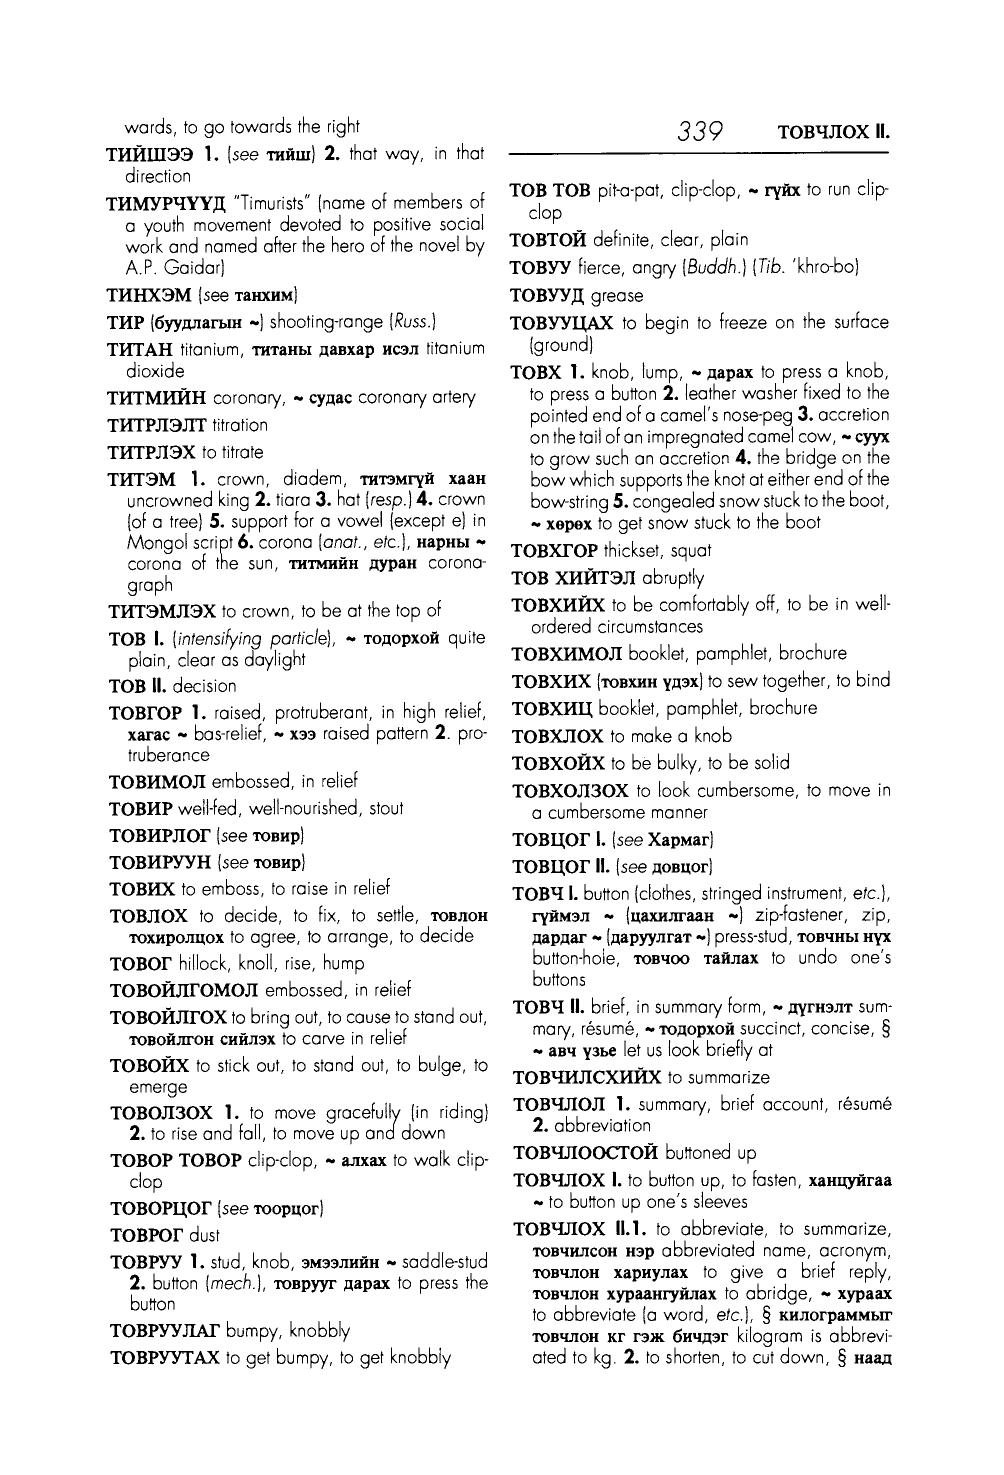 wards, to go towards the right
ТИЙШЭЭ 1. (see тийш) 2. that way, in that
direction
ТИМУРЧҮҮД "Timurists" (name of members of
a youth movement devoted to positive social
work and named after the hero of the novel by
A.P. Gaidar)
ТИНХЭМ (see танхим)
ТИР (буудлагын ~) shooting-range (Russ.)
ТИТАН titanium, титаны давхар исэл titanium
dioxide
ТИТМИЙН coronary, ~ судас coronary artery
ТИТРЛЭЛТ titration
ТИТРЛЭХ to titrate
ТИТЭМ 1. crown, diadem, титэмгүй хаан
uncrowned king 2. tiara 3. hat (resp.) 4. crown
(of a tree) 5. support for a vowel (except e) in
Mongol script 6. corona (anat., etc.), нарны ~
corona of the sun, титмийн дуран corona-
graph
ТИТЭМЛЭХ to crown, to be at the top of
ТОВ I. (intensifying particle), ~ тодорхой quite
plain, clear as daylight
ТОВ II. decision
ТОВГОР 1. raised, protruberant, in high relief,
хагас ~ bas-relief, ~ хээ raised pattern 2. pro-
truberance
ТОВИМОЛ embossed, in relief
ТОВИР well-fed, well-nourished, stout
ТОВИРЛОГ (see товир)
ТОВИРУУН (see товир)
ТОВИХ to emboss, to raise in relief
ТОВЛОХ to decide, to fix, to settle, товлон
тохиролцох to agree, to arrange, to decide
ТОВОГ hillock, knoll, rise, hump
ТОВОЙЛГОМОЛ embossed, in relief
ТОВОЙЛГОХ to bring out, to cause to stand out,
товойлгон сийлэх to carve in relief
ТОВОЙХ to stick out, to stand out, to bulge, to
emerge
ТОВОЛЗОХ 1. to move gracefully (in riding)
2. to rise and fall, to move up and down
ТОВОР ТОВОР clip-clop, ~ алхах to walk clip-
clop
ТОВОРЦОГ (see тоорцог)
ТОВРОГ dust
ТОВРУУ 1. stud, knob, эмээлийн ~ saddle-stud
2. button (mech.), товрууг дарах to press the
button
ТОВРУУЛАГ bumpy, knobbly
ТОВРУУТАХ to get bumpy, to get knobbly
339 ТОВЧЛОХ II.
ТОВ ТОВ pit-a-pat, clip-clop, ~ гүйх to run clip-
clop
ТОВТОЙ definite, clear, plain
ТОВУУ fierce, angry (Buddh.) (Tib. 'khro-bo)
ТОВУУД grease
ТОВУУЦАХ to begin to freeze on the surface
(ground)
ТОВХ 1. knob, lump, ~ дарах to press a knob,
to press a button 2. leather washer fixed to the
pointed end of a camel's nose-peg 3. accretion
on the tail of an impregnated camel cow, ~ суух
to grow such an accretion 4. the bridge on the
bow which supports the knot at either end of the
bow-string 5. congealed snow stuck to the boot,
~ хөрөх to get snow stuck to the boot
ТОВХГОР thickset, squat
ТОВ ХИЙТЭЛ abruptly
ТОВХИЙХ to be comfortably off, to be in well-
ordered circumstances
ТОВХИМОЛ booklet, pamphlet, brochure
ТОВХИХ (товхин үдэх) to sew together, to bind
ТОВХИЦ booklet, pamphlet, brochure
ТОВХЛОХ to make a knob
ТОВХОЙХ to be bulky, to be solid
ТОВХОЛЗОХ to look cumbersome, to move in
a cumbersome manner
ТОВЦОГ I. (see Хармаг)
ТОВЦОГ II. (see довцог)
ТОВЧ I. button (clothes, stringed instrument, etc.),
гүймэл ~ (цахилгаан ~) zip-fastener, zip,
дардаг ~ (даруулгат ~) press-stud, товчны нүх
button-hole, товчоо тайлах to undo one's
buttons
ТОВЧ II. brief, in summary form, ~ дүгнэлт sum-
mary, résumé, ~ тодорхой succinct, concise, §
~ авч үзье let us look briefly at
ТОВЧИЛСХИЙХ to summarize
ТОВЧЛОЛ 1. summary, brief account, résumé
2. abbreviation
ТОВЧЛООСТОЙ buttoned up
ТОВЧЛОХ I. to button up, to fasten, ханцуйгаа
~ to button up one's sleeves
ТОВЧЛОХ II.1. to abbreviate, to summarize,
товчилсон нэр abbreviated name, acronym,
товчлон хариулах to give a brief reply,
товчлон хураангуйлах to abridge, ~ хураах
to abbreviate (a word, etc.), § килограммыг
товчлон кг гэж бичдэг kilogram is abbrevi-
ated to kg. 2. to shorten, to cut down, § наад